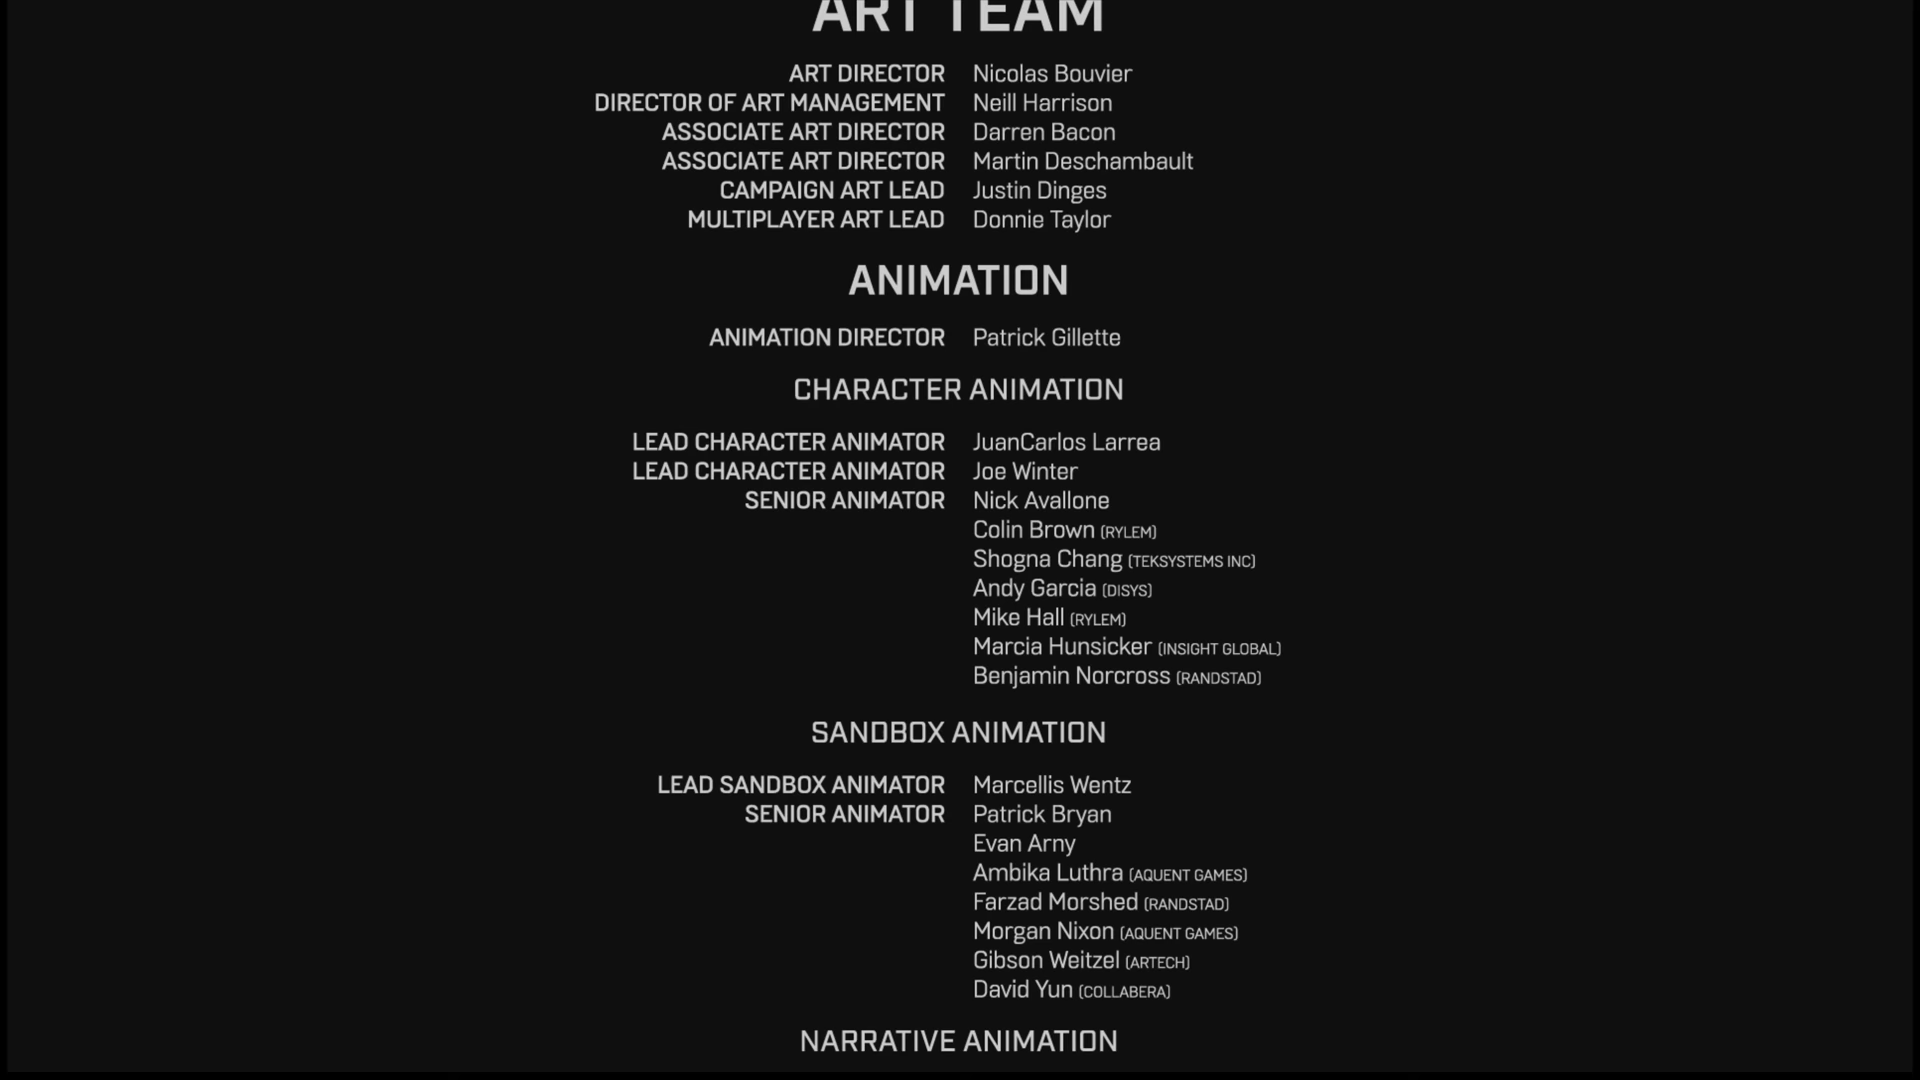 ART TEAM
ART DIRECTOR Nicolas Bouvier
DIRECTOR OF ART MANAGEMENT Neill Harrison
ASSOCIATE ART DIRECTOR Darren Bacon
ASSOCIATE ART DIRECTOR Martin Deschambault
CAMPAIGN ART LEAD Justin Dinges
MULTIPLAYER ART LEAD Donnie Taylor
ANIMATION
ANIMATION DIRECTOR Patrick Gillette
CHARACTER ANIMATION
LEAD CHARACTER ANIMATOR JuanCarlos Larrea
LEAD CHARACTER ANIMATOR Joe Winter
SENIOR ANIMATOR Nick Avallone
Colin Brown (RYLEM)
Shogna Chang (TEKSYSTEMS INC)
Andy Garcia (DISYS)
Mike Hall (RYLEM)
Marcia Hunsicker (INSIGHT GLOBAL)
Benjamin Norcross (RANDSTAD)
SANDBOX ANIMATION
LEAD SANDBOX ANIMATOR Marcellis Wentz
SENIOR ANIMATOR Patrick Bryan
Evan Arny
Ambika Luthra (AQUENT GAMES)
Farzad Morshed (RANDSTAD)
Morgan Nixon (AQUENT GAMES)
Gibson Weitzel (ARTECH)
David Yun (COLLABERA)
NARRATIVE ANIMATION